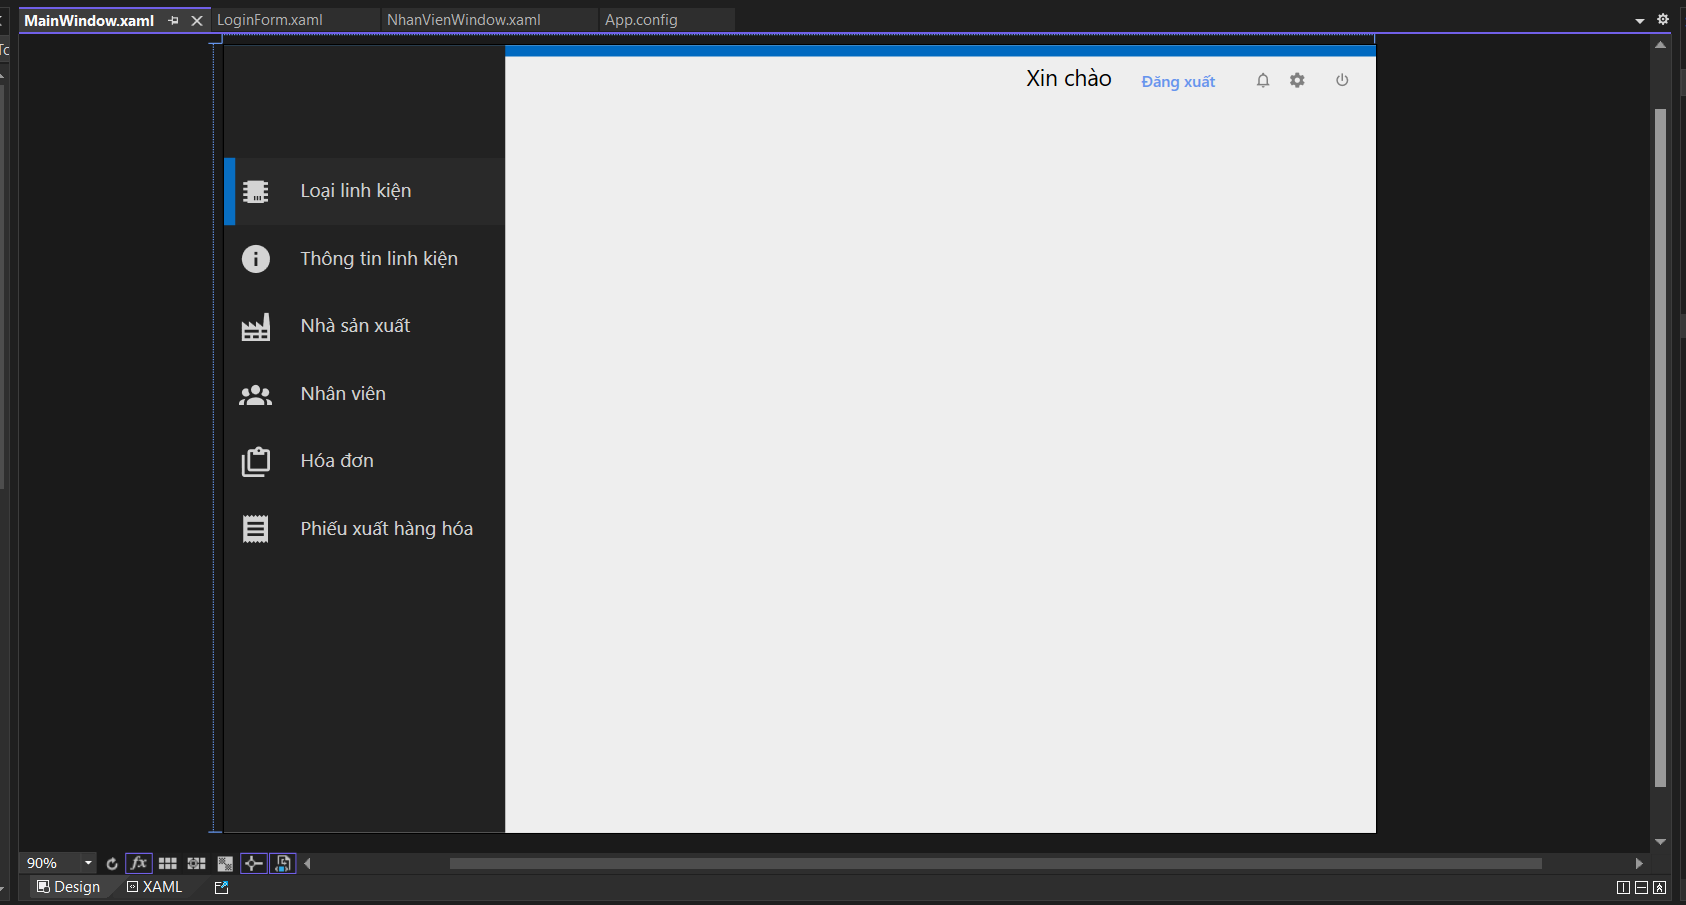 MainWindow.xaml LoginForm.xaml NhanVienWindow.xaml App.config
Xin chào Đăng xuất
Loại linh kiện
Thông tin linh kiện
Nhà sản xuất
Nhân viên
Hóa đơn
Phiếu xuất hàng hóa
90% fx
Design XAML